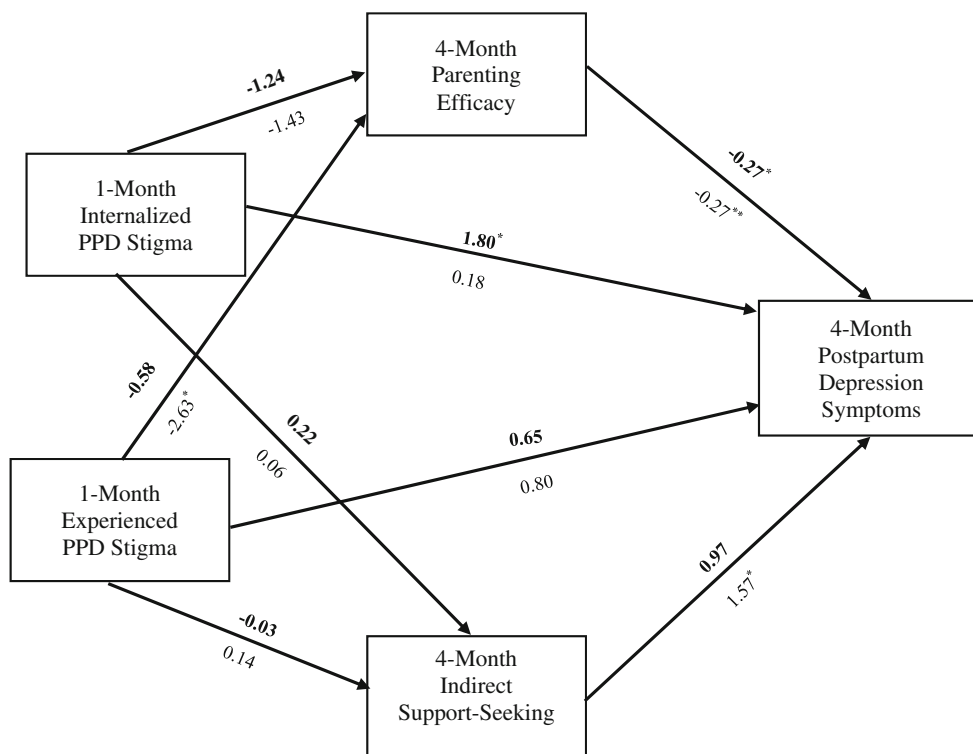 4-Month
Parenting
Efficacy
-1.24
-1.43
-0.27*
-0.27**
1-Month
Internalized
PPD Stigma
1.80*
0.18
4-Month
Postpartum
Depression
Symptoms
-0.58
-2.63*
0.22
0.06
0.65
0.80
1-Month
Experienced
PPD Stigma
0.97
1.57*
-0.03
0.14
4-Month
Indirect
Support-Seeking